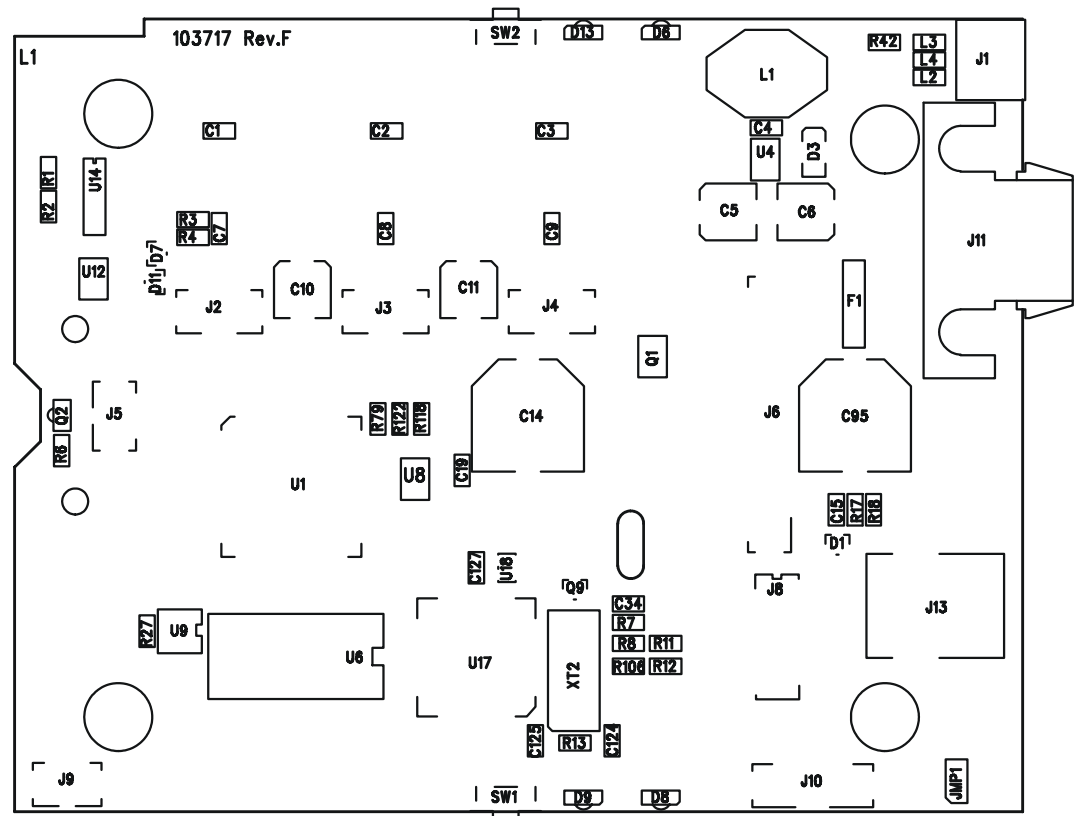 103717 Rev.F
SW2
D13
D6
L1
R42
L3
L4
L2
J1
L1
C1
C2
C3
C4
U4
D3
R1
R2
U14
R3
R4
C7
C8
C9
C5
C6
J11
D7
D11
U12
J2
C10
J3
C11
J4
F1
Q1
Q2
J5
R6
R79
R122
R118
C14
J6
C95
U1
U8
C19
C15
R17
R18
D1
C127
U18
Q9
J8
C34
R7
R8
R11
R106
R12
J13
R27
U9
U6
U17
XT2
C125
R13
C124
J9
SW1
D9
D8
J10
JMP1